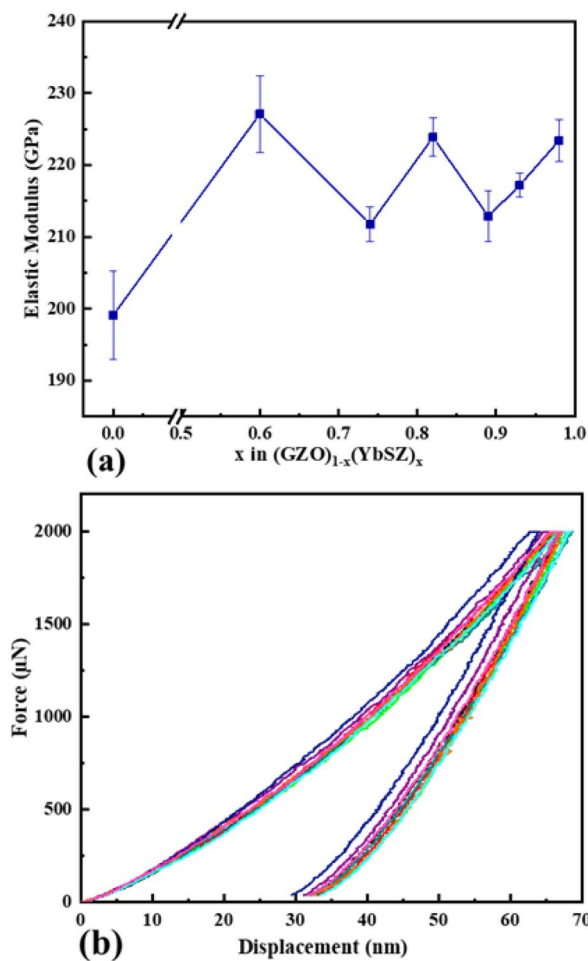 240
230
220
210
200
190
Elastic Modulus (GPa)
0.0 0.5 0.6 0.7 0.8 0.9 1.0
x in (GZO)1-x(YbSZ)x
(a)
2000
1500
1000
500
0
Force (μN)
0 10 20 30 40 50 60 70
Displacement (nm)
(b)